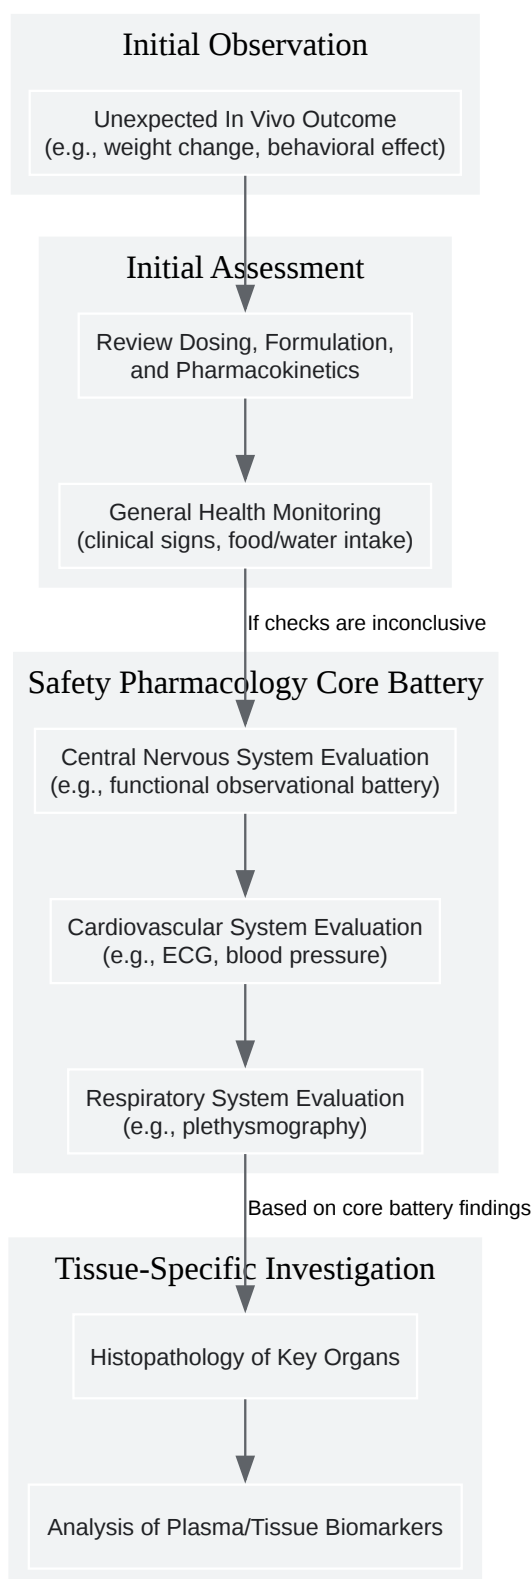 Initial Observation
Unexpected In Vivo Outcome
(e.g., weight change, behavioral effect)
Initial Assessment
Review Dosing, Formulation,
and Pharmacokinetics
General Health Monitoring
(clinical signs, food/water intake)
If checks are inconclusive
Safety Pharmacology Core Battery
Central Nervous System Evaluation
(e.g., functional observational battery)
Cardiovascular System Evaluation
(e.g., ECG, blood pressure)
Respiratory System Evaluation
(e.g., plethysmography)
Based on core battery findings
Tissue-Specific Investigation
Histopathology of Key Organs
Analysis of Plasma/Tissue Biomarkers